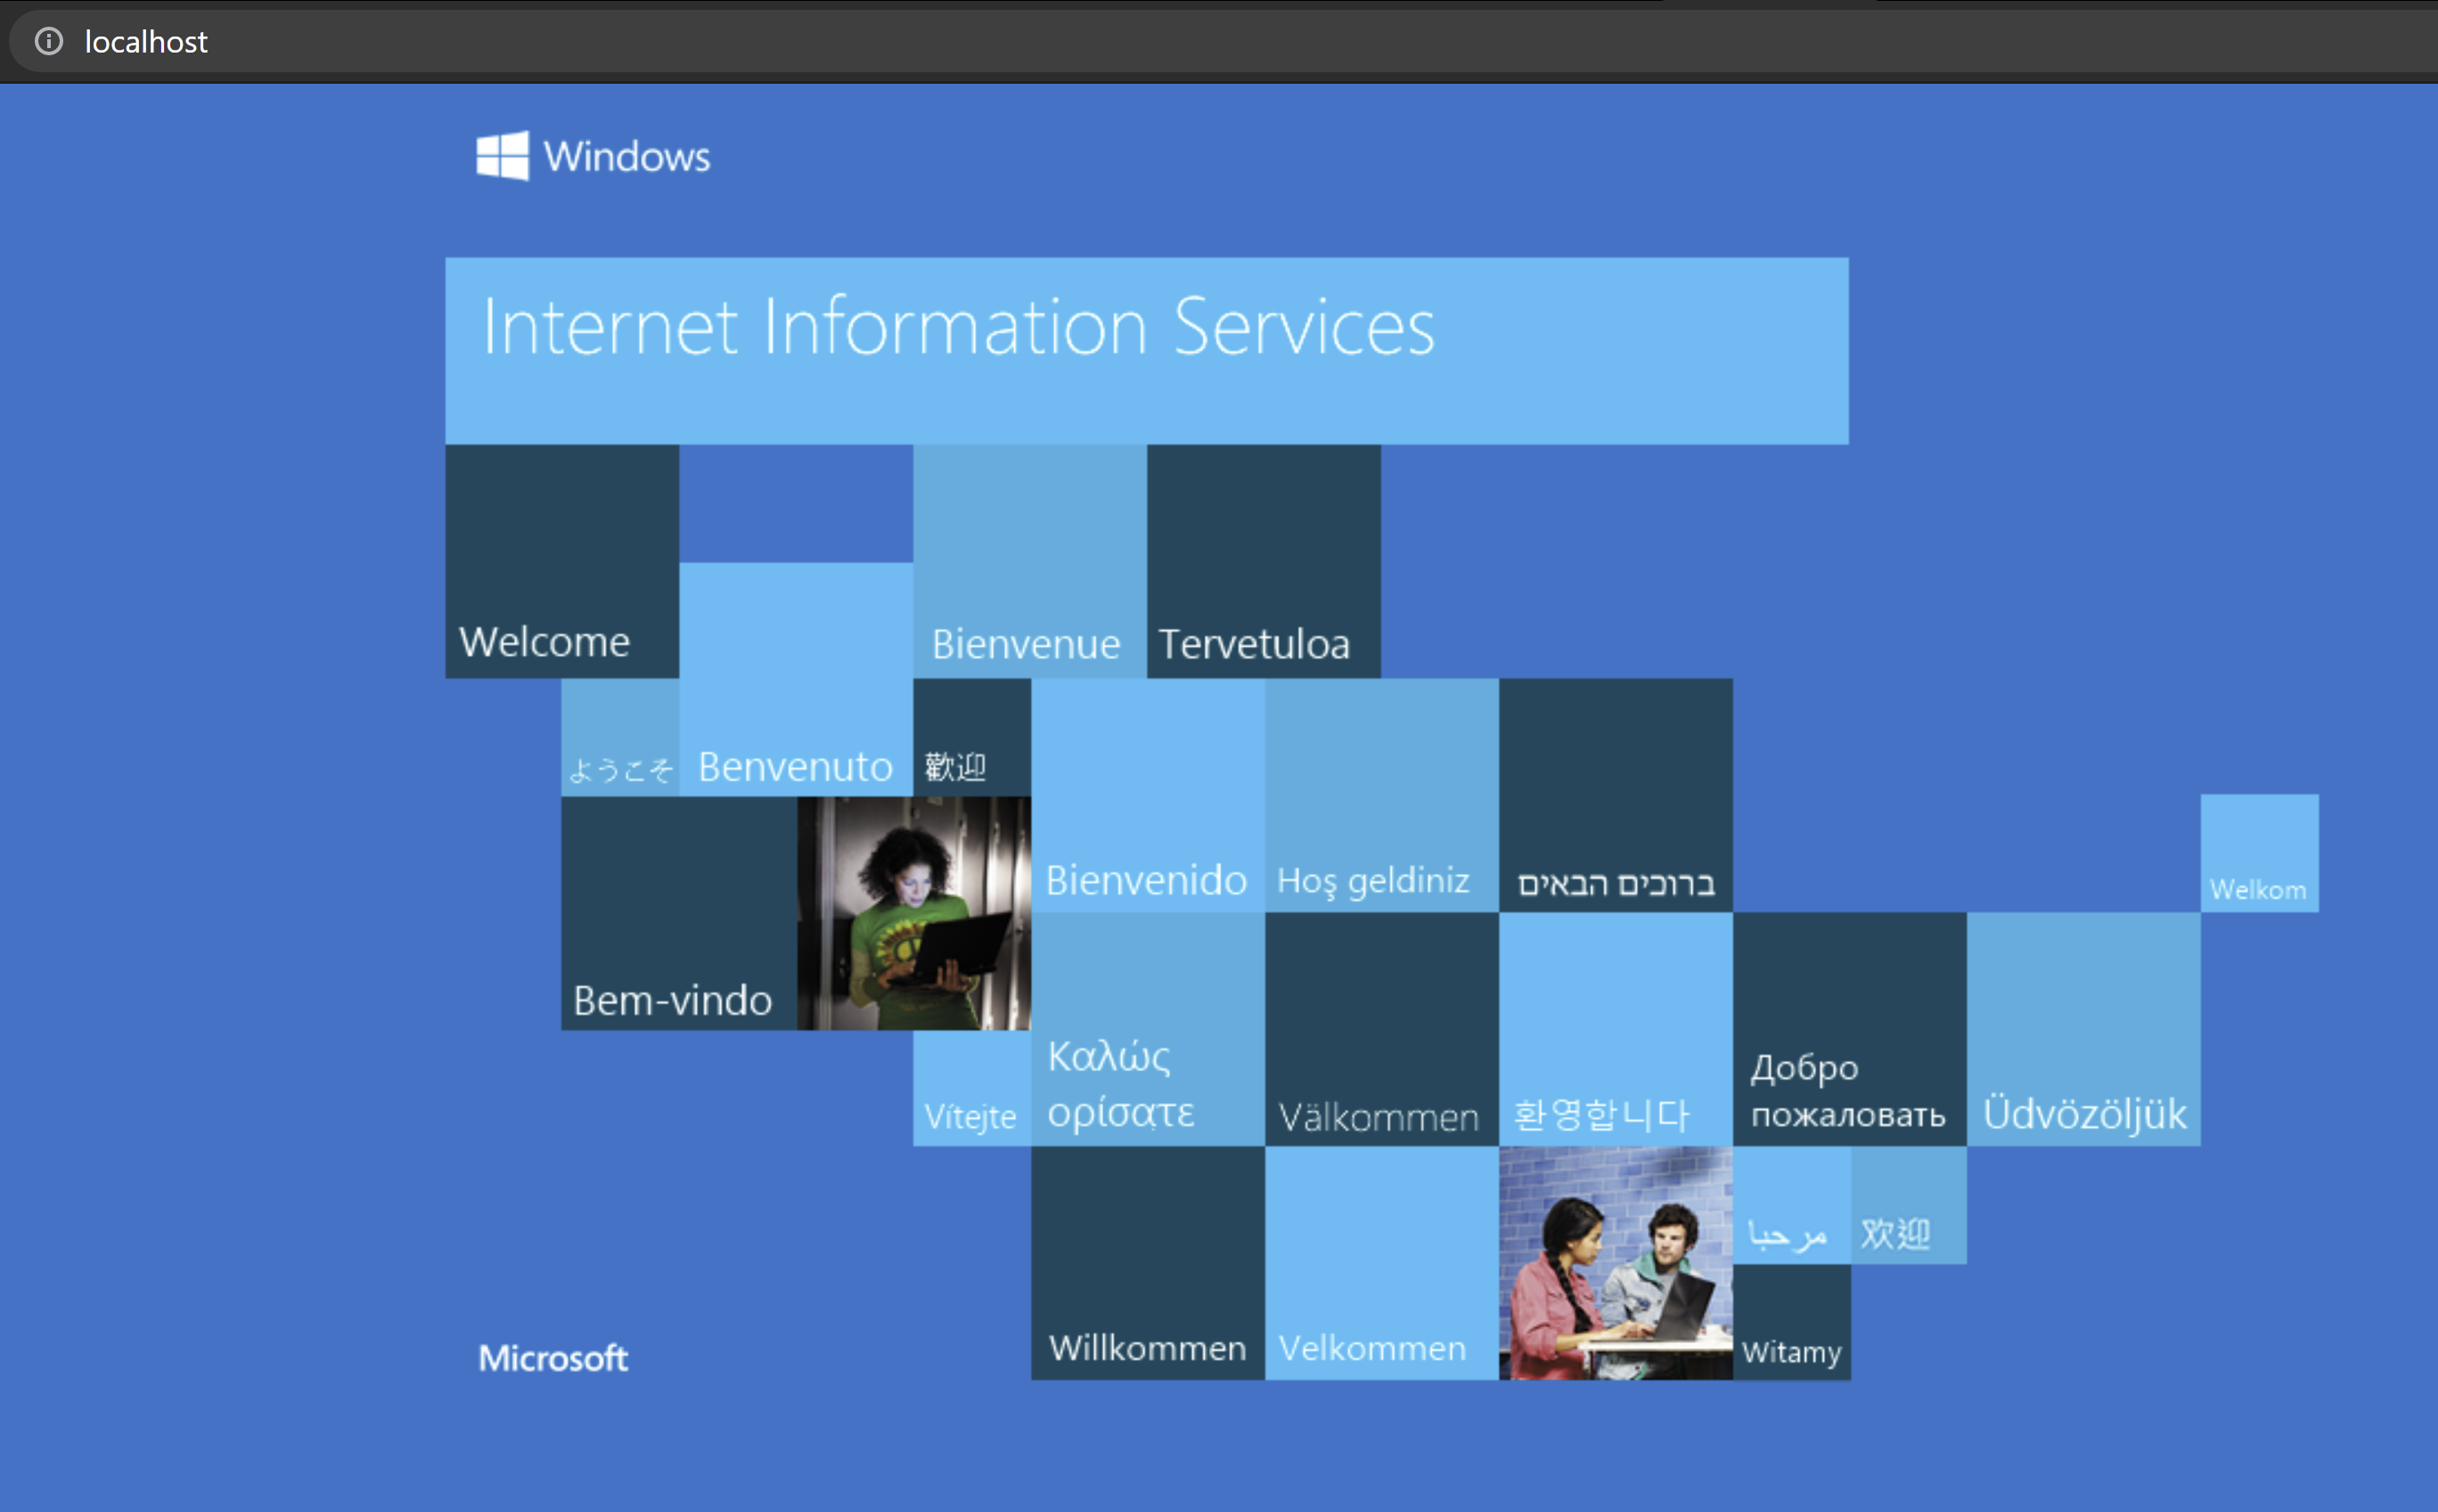 localhost
Windows
Internet Information Services
Welcome
Bienvenue
Tervetuloa
ようこそ
Benvenuto
歡迎
Bienvenido
Hoş geldiniz
ברוכים הבאים
Welkom
Bem-vindo
Vítejte
Καλώς
ορίσατε
Välkommen
환영합니다
Добро
пожаловать
Üdvözöljük
مرحبا
欢迎
Willkommen
Velkommen
Witamy
Microsoft